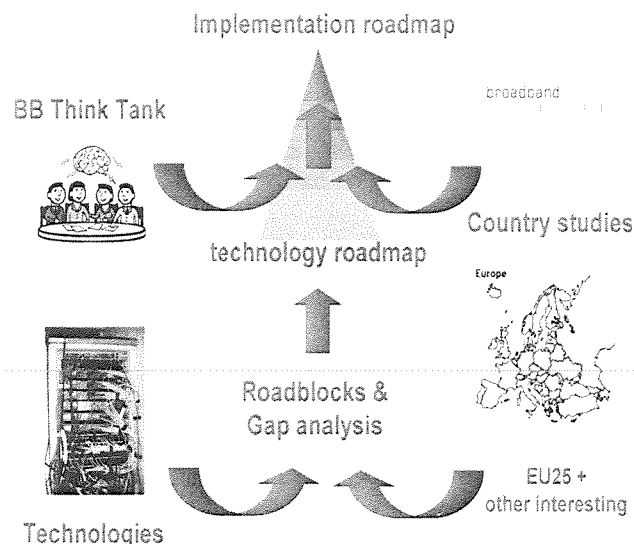 Implementation roadmap
BB Think Tank
broadband
Country studies
technology roadmap
Europe
Roadblocks &
Gap analysis
EU25 +
other interesting
Technologies